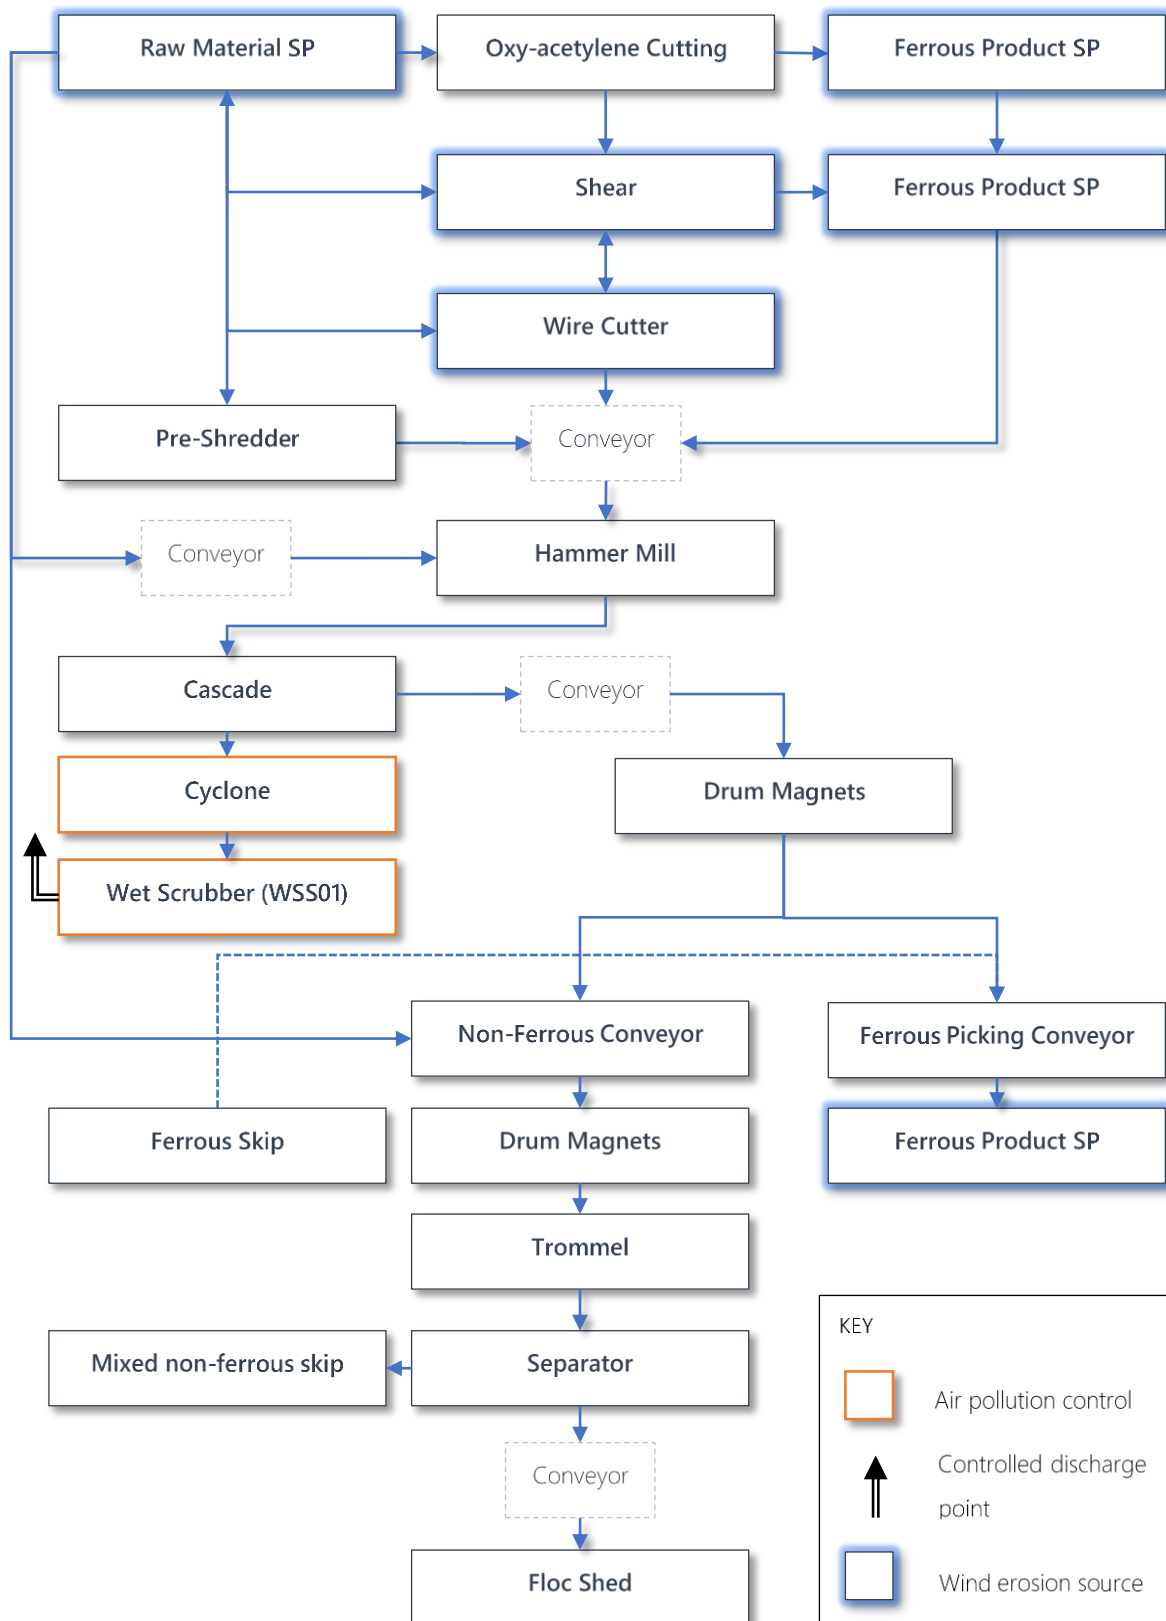 Raw Material SP
Oxy-acetylene Cutting
Ferrous Product SP
Shear
Ferrous Product SP
Wire Cutter
Pre-Shredder
Conveyor
Conveyor
Hammer Mill
Cascade
Conveyor
Cyclone
Drum Magnets
Wet Scrubber (WSS01)
Non-Ferrous Conveyor
Ferrous Picking Conveyor
Ferrous Skip
Drum Magnets
Ferrous Product SP
Trommel
Mixed non-ferrous skip
Separator
Conveyor
Floc Shed
KEY
Air pollution control
Controlled discharge
point
Wind erosion source